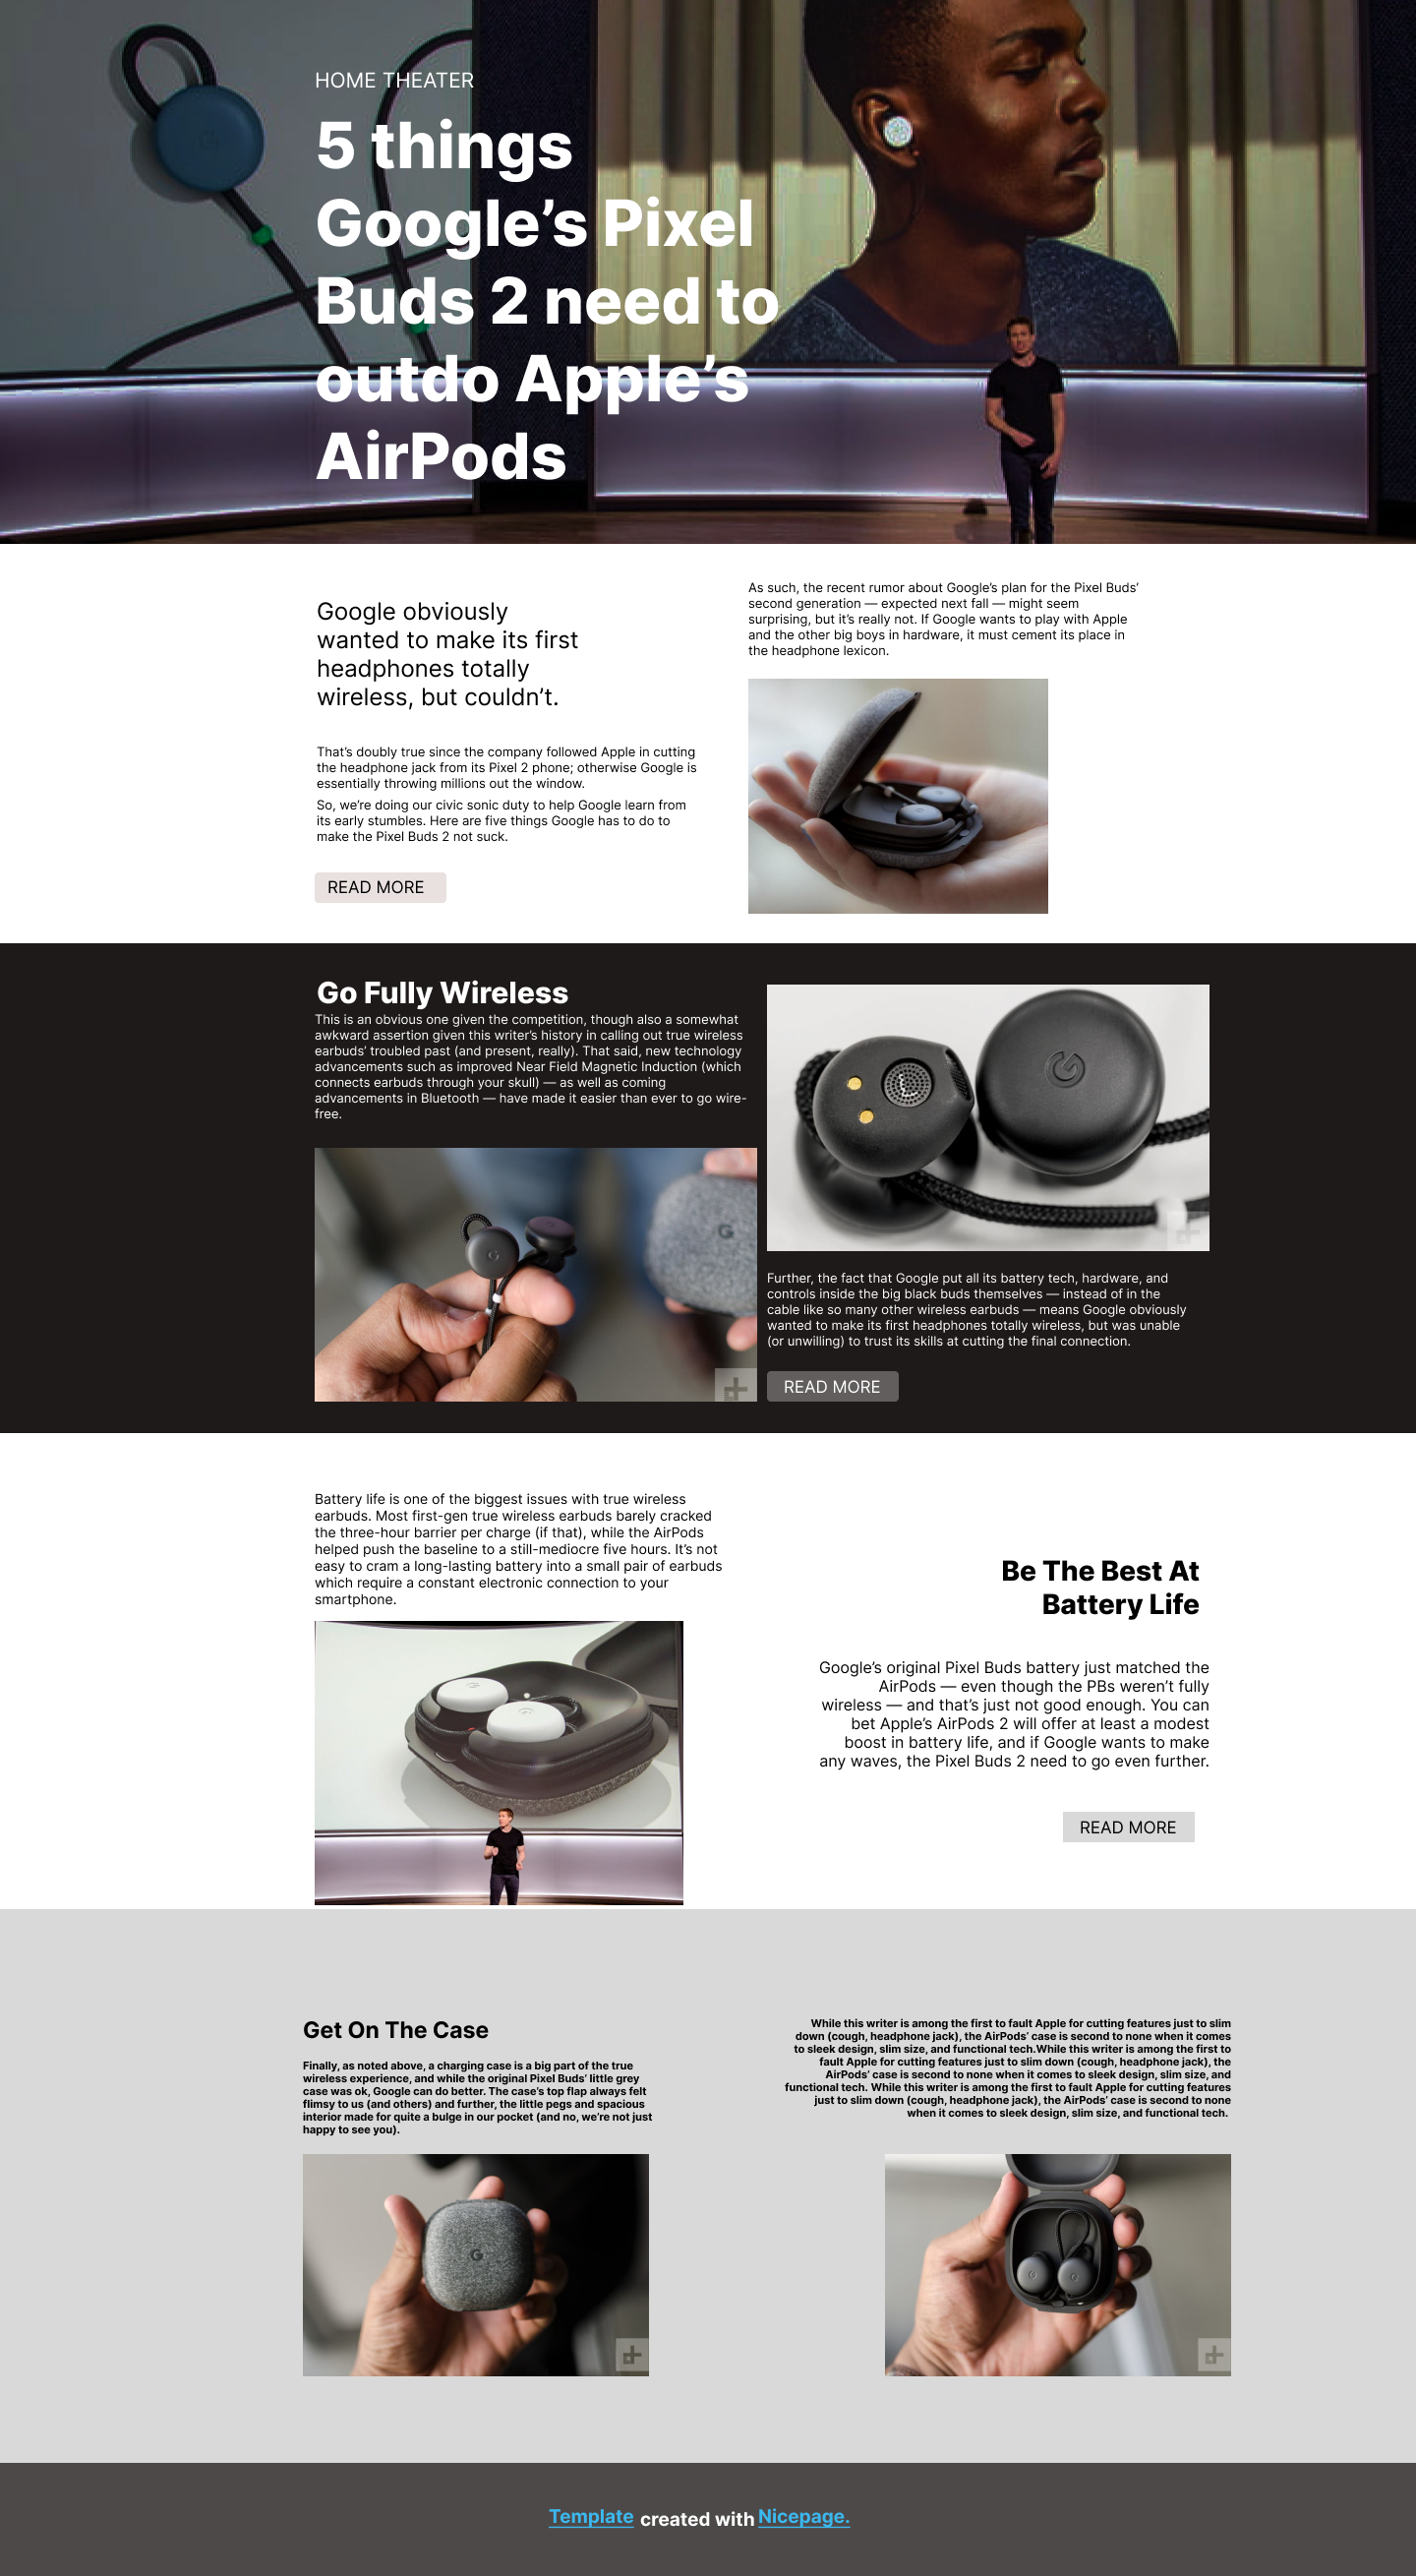 HOME THEATER
5 things
Google’s Pixel
Buds 2 need to
outdo Apple’s
AirPods
Google obviously
wanted to make its first
headphones totally
wireless, but couldn’t.
That’s doubly true since the company followed Apple in cutting
the headphone jack from its Pixel 2 phone; otherwise Google is
essentially throwing millions out the window.
So, we’re doing our civic sonic duty to help Google learn from
its early stumbles. Here are five things Google has to do to
make the Pixel Buds 2 not suck.
READ MORE
As such, the recent rumor about Google’s plan for the Pixel Buds’
second generation — expected next fall — might seem
surprising, but it’s really not. If Google wants to play with Apple
and the other big boys in hardware, it must cement its place in
the headphone lexicon.
Go Fully Wireless
This is an obvious one given the competition, though also a somewhat
awkward assertion given this writer’s history in calling out true wireless
earbuds’ troubled past (and present, really). That said, new technology
advancements such as improved Near Field Magnetic Induction (which
connects earbuds through your skull) — as well as coming
advancements in Bluetooth — have made it easier than ever to go wire-
free.
Further, the fact that Google put all its battery tech, hardware, and
controls inside the big black buds themselves — instead of in the
cable like so many other wireless earbuds — means Google obviously
wanted to make its first headphones totally wireless, but was unable
(or unwilling) to trust its skills at cutting the final connection.
READ MORE
Battery life is one of the biggest issues with true wireless
earbuds. Most first-gen true wireless earbuds barely cracked
the three-hour barrier per charge (if that), while the AirPods
helped push the baseline to a still-mediocre five hours. It’s not
easy to cram a long-lasting battery into a small pair of earbuds
which require a constant electronic connection to your
smartphone.
Be The Best At
Battery Life
Google’s original Pixel Buds battery just matched the
AirPods — even though the PBs weren’t fully
wireless — and that’s just not good enough. You can
bet Apple’s AirPods 2 will offer at least a modest
boost in battery life, and if Google wants to make
any waves, the Pixel Buds 2 need to go even further.
READ MORE
Get On The Case
Finally, as noted above, a charging case is a big part of the true
wireless experience, and while the original Pixel Buds’ little grey
case was ok, Google can do better. The case’s top flap always felt
flimsy to us (and others) and further, the little pegs and spacious
interior made for quite a bulge in our pocket (and no, we’re not just
happy to see you).
While this writer is among the first to fault Apple for cutting features just to slim
down (cough, headphone jack), the AirPods’ case is second to none when it comes
to sleek design, slim size, and functional tech.While this writer is among the first to
fault Apple for cutting features just to slim down (cough, headphone jack), the
AirPods’ case is second to none when it comes to sleek design, slim size, and
functional tech. While this writer is among the first to fault Apple for cutting features
just to slim down (cough, headphone jack), the AirPods’ case is second to none
when it comes to sleek design, slim size, and functional tech.
Template created with Nicepage.